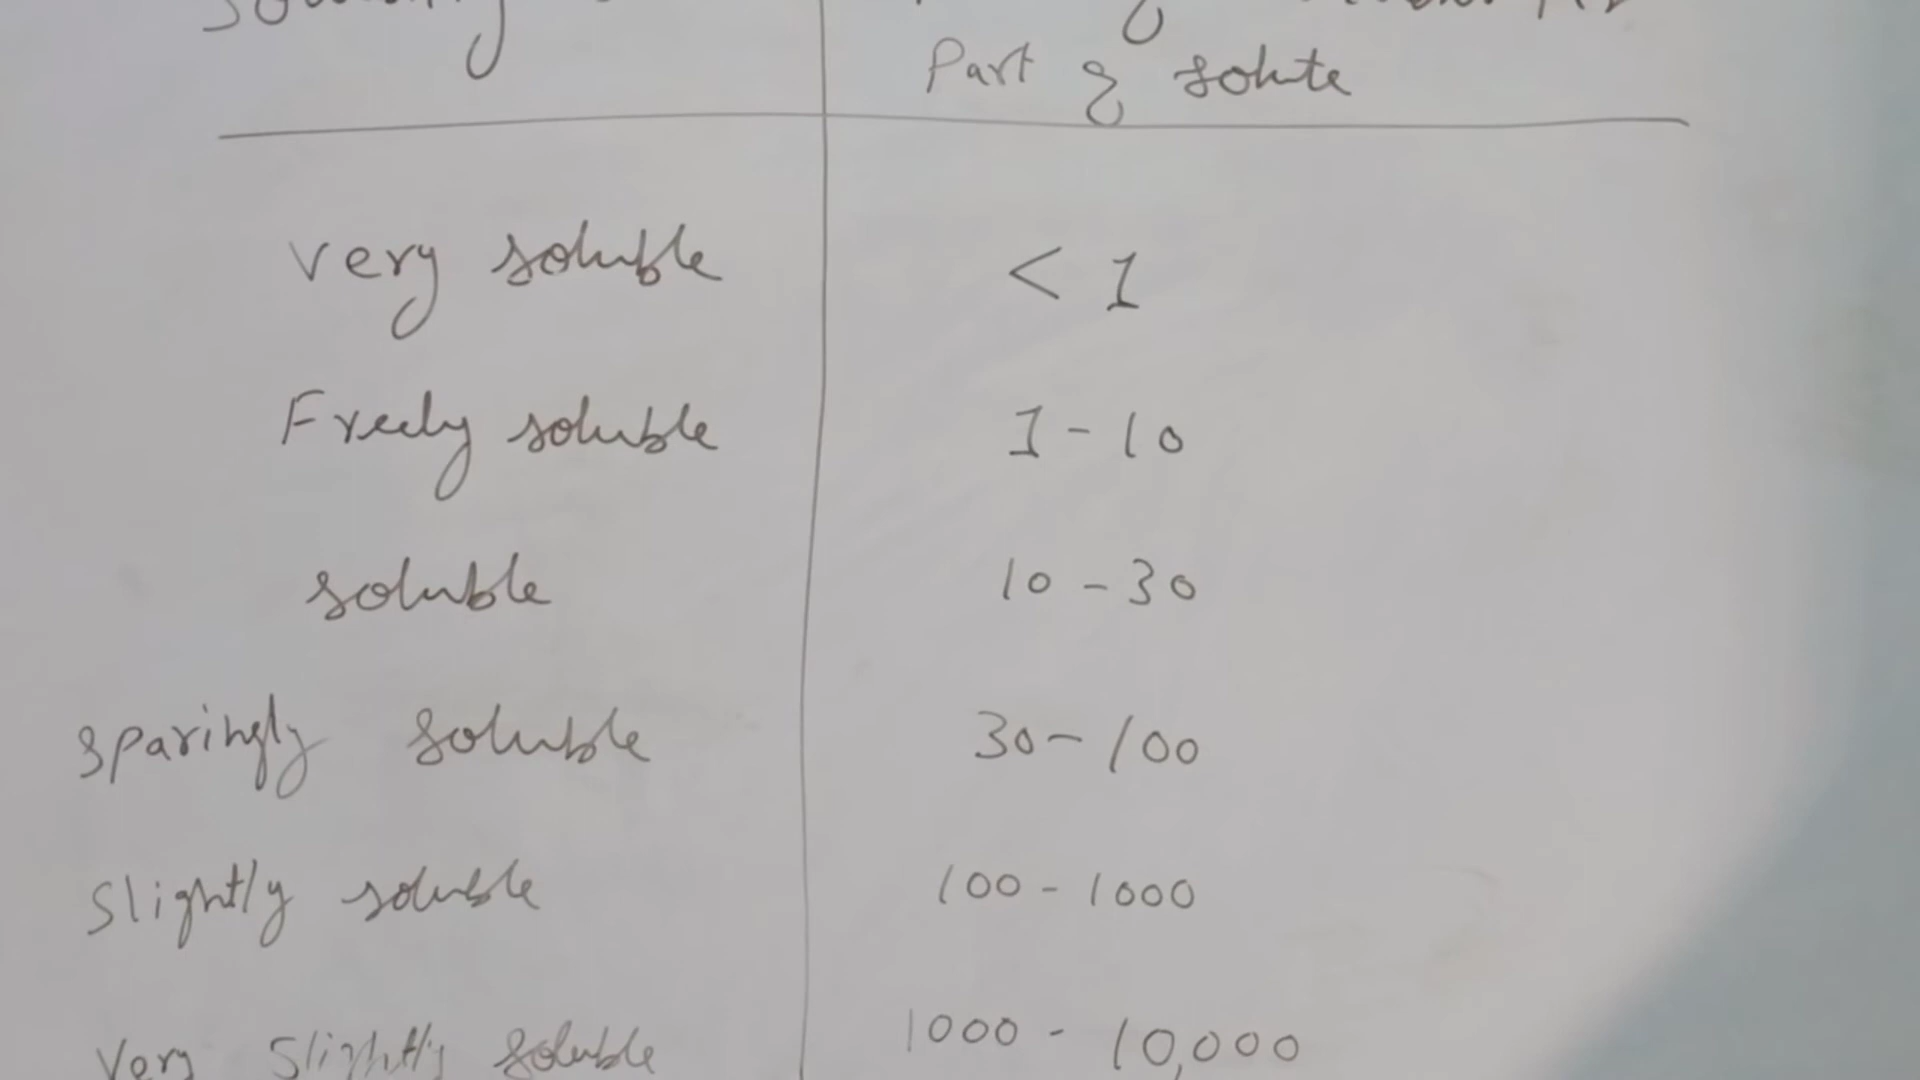 Part of solute
very soluble < 1
Freely soluble 1-10
soluble 10-30
sparingly soluble 30-100
slightly soluble 100-1000
Very slightly soluble 1000-10,000